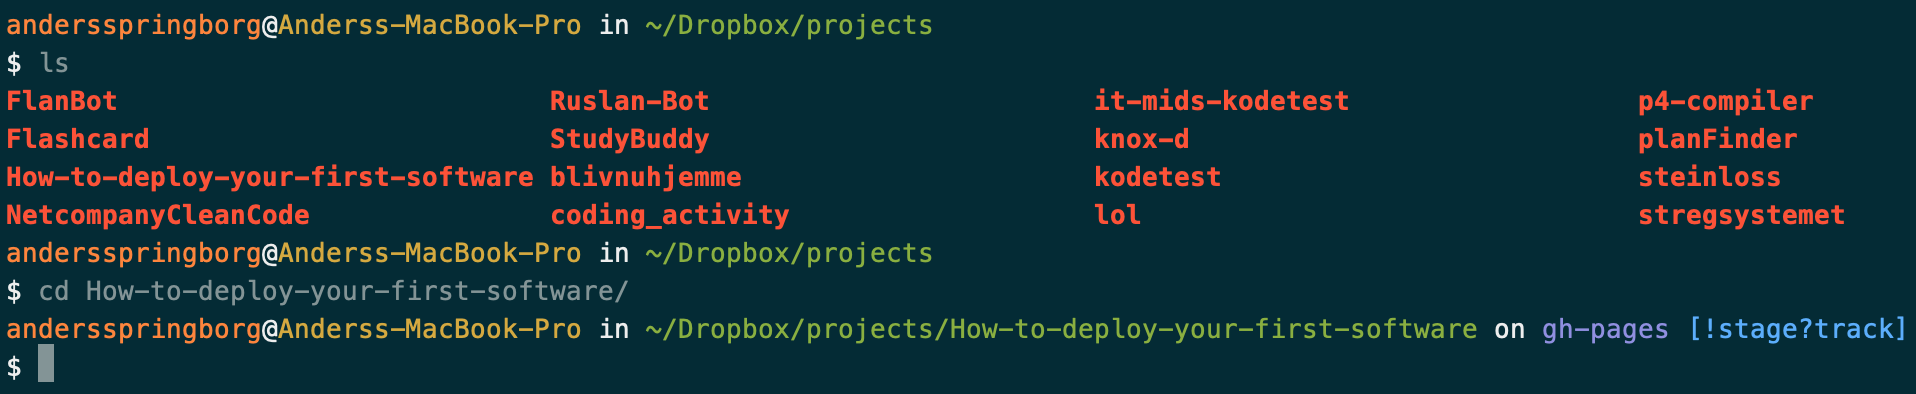 andersspringborg@Anderss-MacBook-Pro in ~/Dropbox/projects
$ ls
FlanBot Ruslan-Bot it-mids-kodetest p4-compiler
Flashcard StudyBuddy knox-d planFinder
How-to-deploy-your-first-software blivnuhjemme kodetest steinloss
NetcompanyCleanCode coding_activity lol stregsystemet
andersspringborg@Anderss-MacBook-Pro in ~/Dropbox/projects
$ cd How-to-deploy-your-first-software/
andersspringborg@Anderss-MacBook-Pro in ~/Dropbox/projects/How-to-deploy-your-first-software on gh-pages [!stage?track]
$